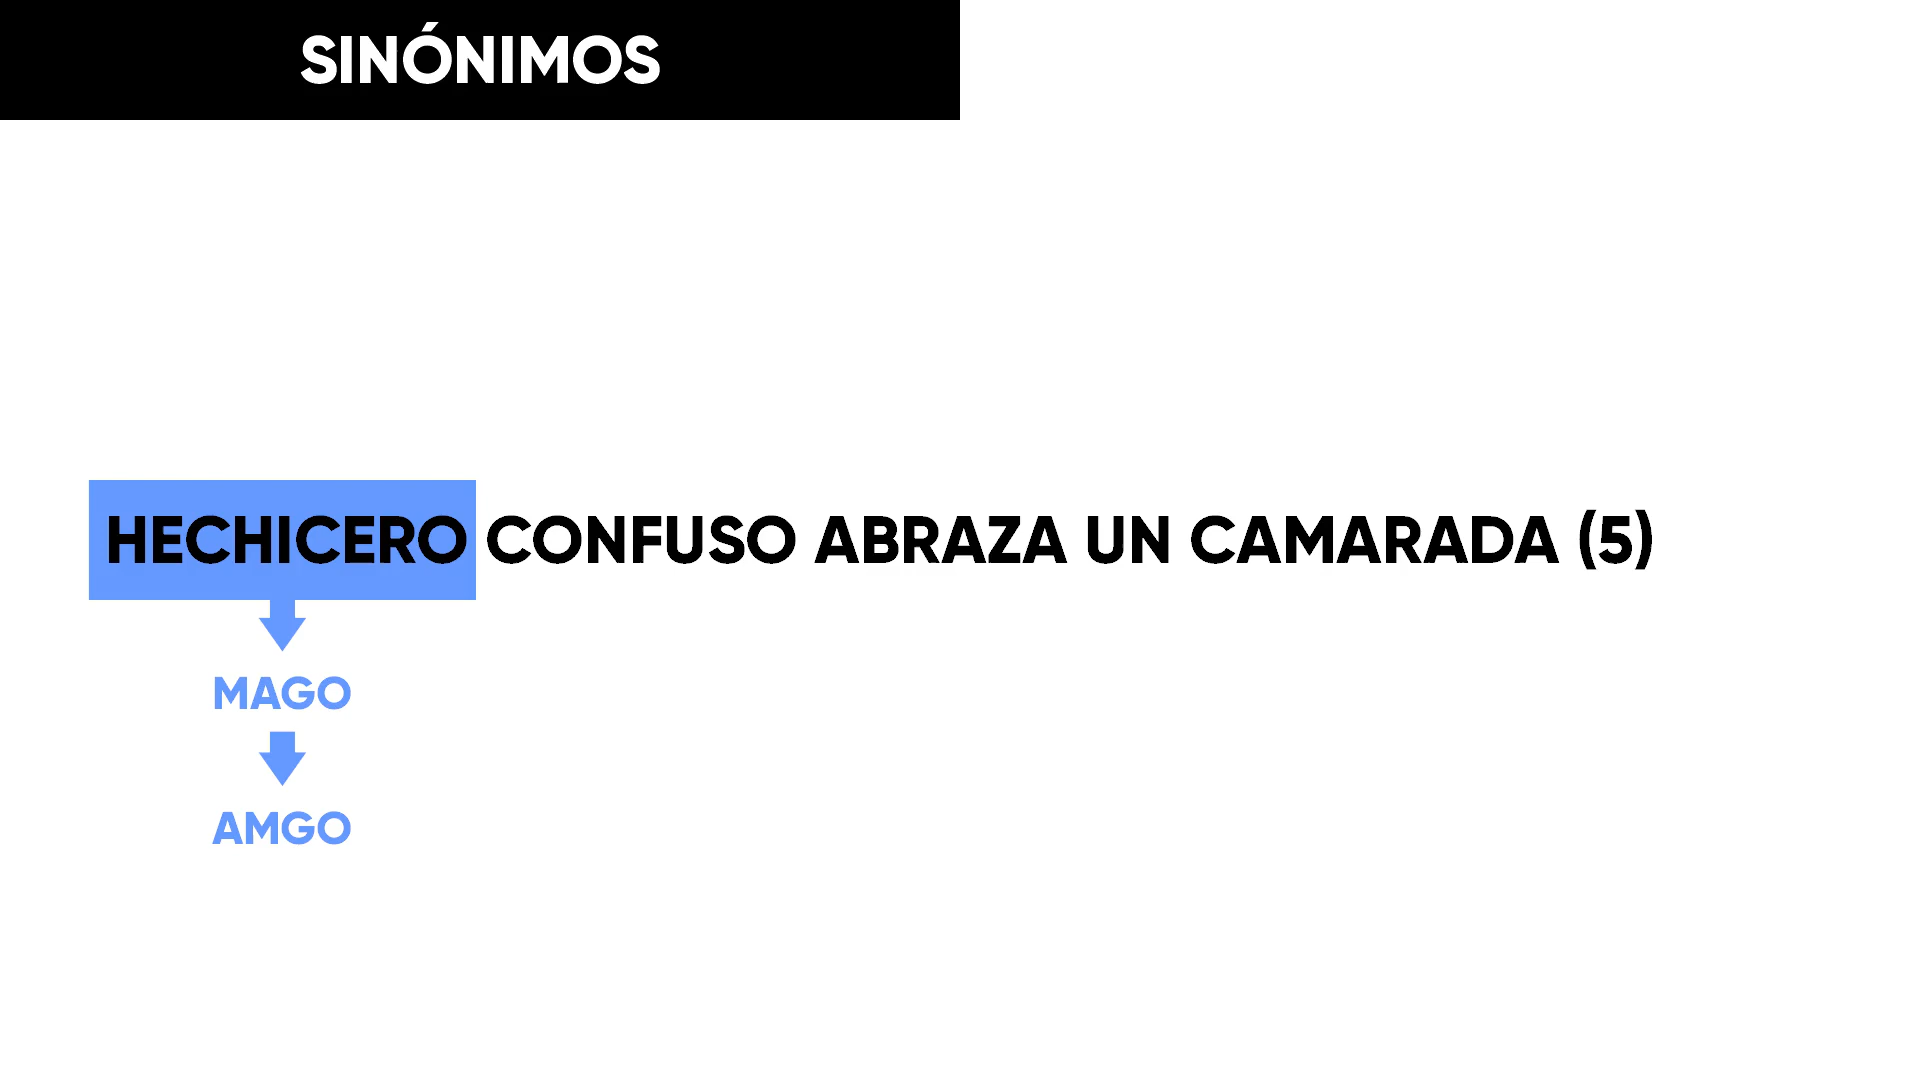 SINÓNIMOS
HECHICERO CONFUSO ABRAZA UN CAMARADA (5)
MAGO
AMGO